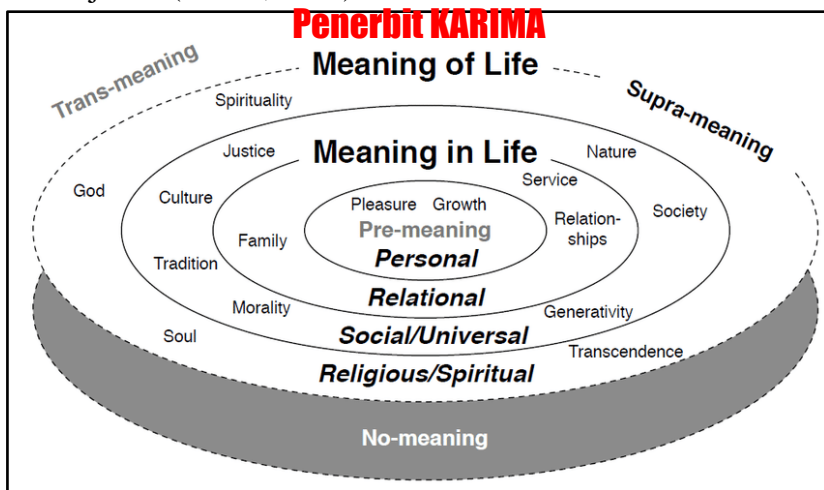 Penerbit KARIMA
Meaning of Life
Trans-meaning
Supra-meaning
Spirituality
Justice
Meaning in Life
Nature
God
Culture
Service
Society
Pleasure Growth
Relation-
ships
Pre-meaning
Family
Personal
Tradition
Relational
Morality
Generativity
Soul
Social/Universal
Transcendence
Religious/Spiritual
No-meaning